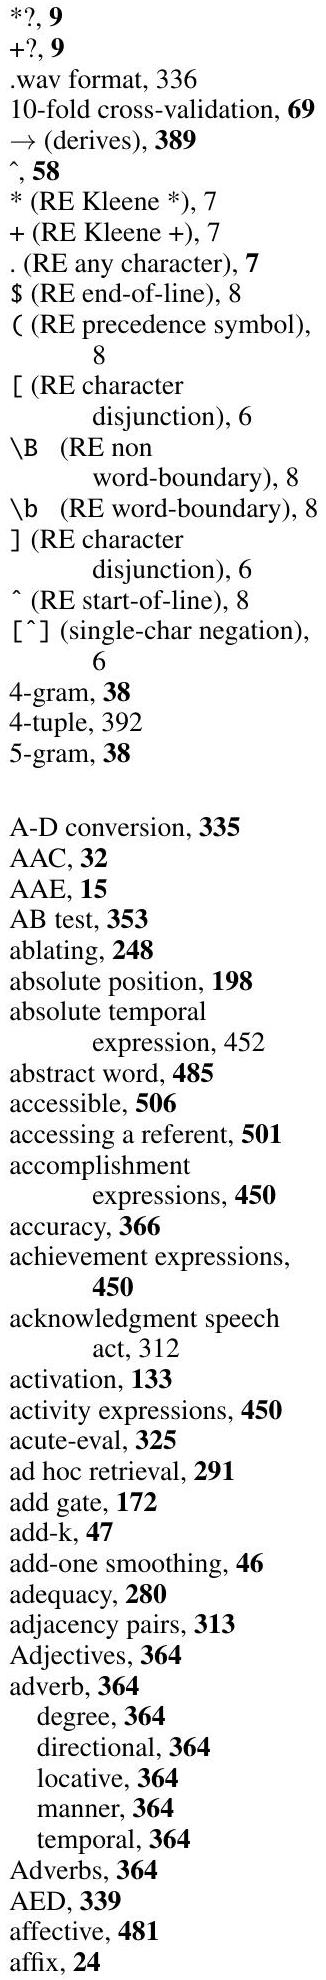 *?, 9
+?, 9
.wav format, 336
10-fold cross-validation, 69
→ (derives), 389
ˆ, 58
* (RE Kleene *), 7
+ (RE Kleene +), 7
. (RE any character), 7
$ (RE end-of-line), 8
( (RE precedence symbol),
8
[ (RE character
disjunction), 6
\B (RE non
word-boundary), 8
\b (RE word-boundary), 8
] (RE character
disjunction), 6
ˆ (RE start-of-line), 8
[ˆ] (single-char negation),
6
4-gram, 38
4-tuple, 392
5-gram, 38
A-D conversion, 335
AAC, 32
AAE, 15
AB test, 353
ablating, 248
absolute position, 198
absolute temporal
expression, 452
abstract word, 485
accessible, 506
accessing a referent, 501
accomplishment
expressions, 450
accuracy, 366
achievement expressions,
450
acknowledgment speech
act, 312
activation, 133
activity expressions, 450
acute-eval, 325
ad hoc retrieval, 291
add gate, 172
add-k, 47
add-one smoothing, 46
adequacy, 280
adjacency pairs, 313
Adjectives, 364
adverb, 364
degree, 364
directional, 364
locative, 364
manner, 364
temporal, 364
Adverbs, 364
AED, 339
affective, 481
affix, 24